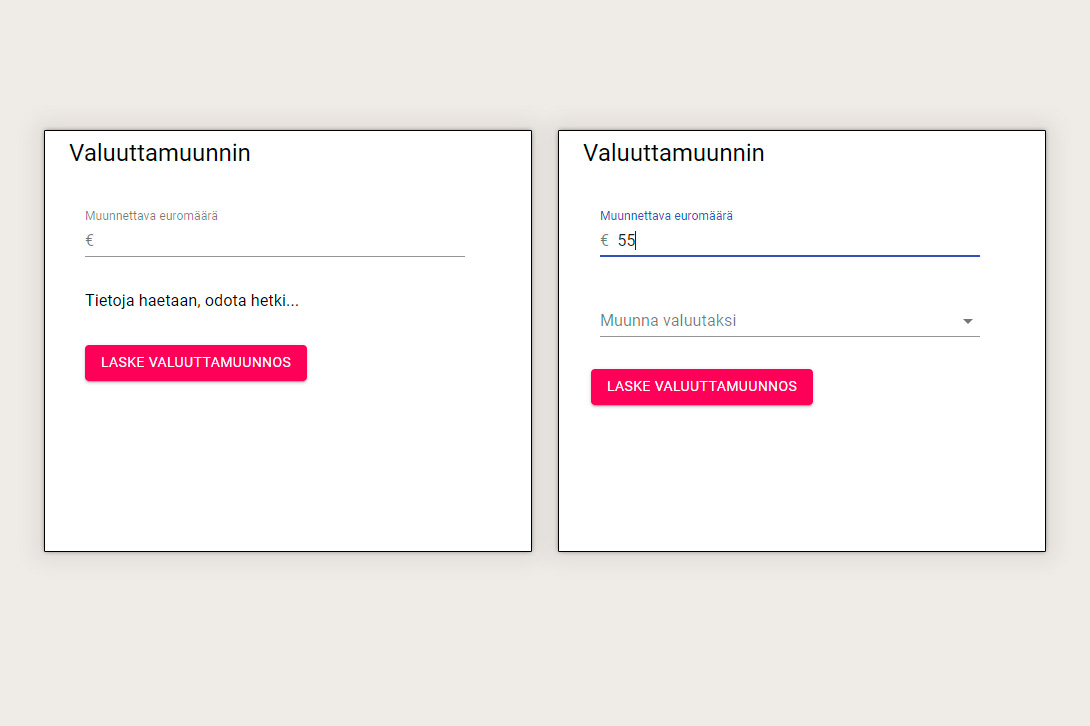 Valuuttamuunnin
Muunnettava euromäärä
€
Tietoja haetaan, odota hetki...
LASKE VALUUTTAMUUNNOS
Valuuttamuunnin
Muunnettava euromäärä
€ 55
Muunna valuutaksi
LASKE VALUUTTAMUUNNOS